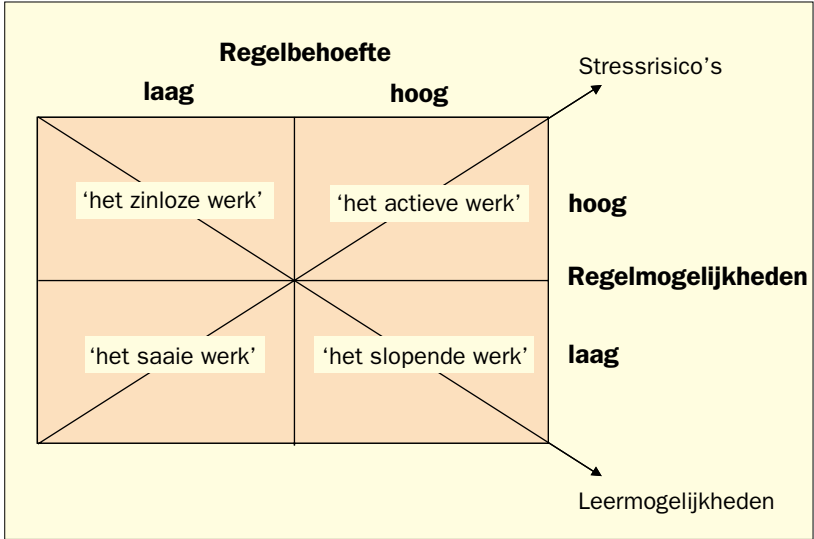 Regelbehoefte
Stressrisico's
laag
hoog
'het zinloze werk'
'het actieve werk'
hoog
Regelmogelijkheden
'het saaie werk'
'het slopende werk'
laag
Leermogelijkheden